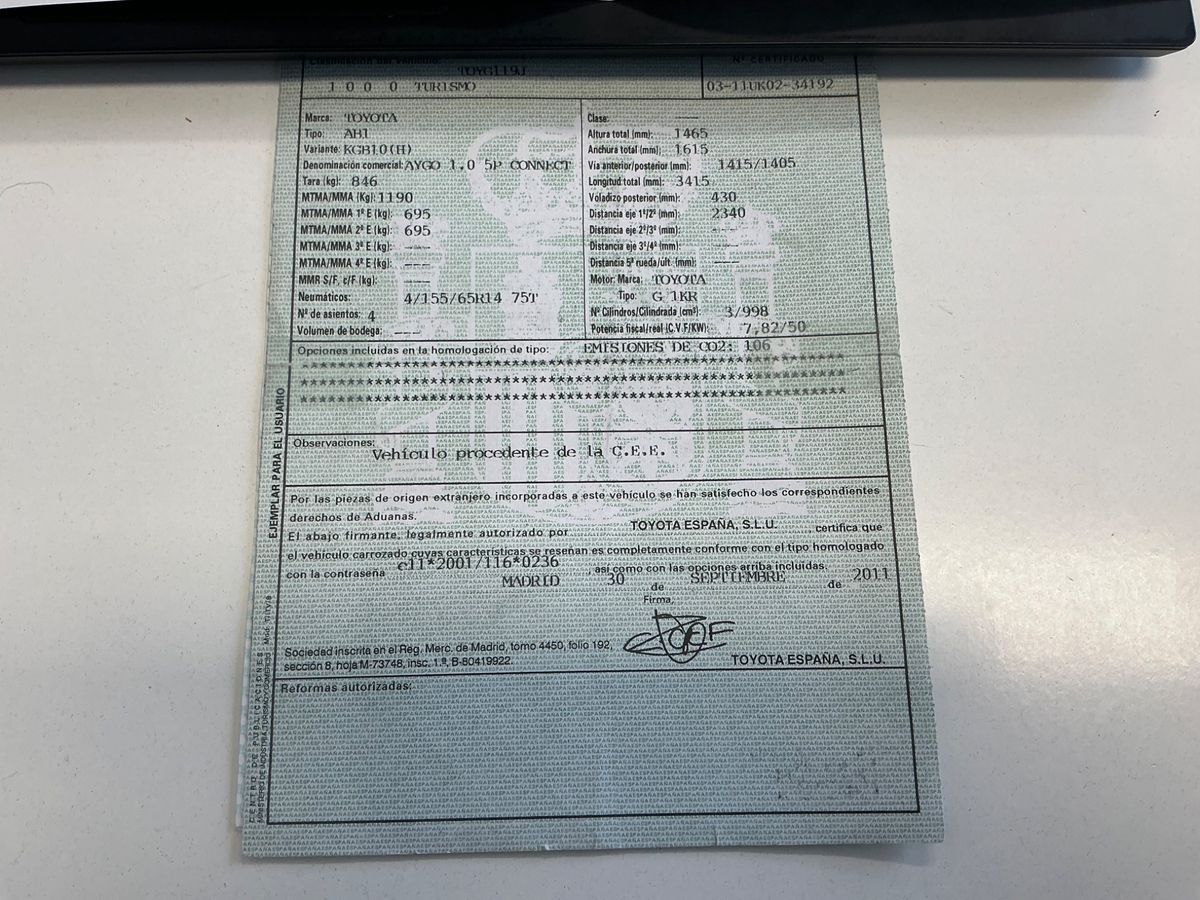 Clasificación del vehículo:
Nº CERTIFICADO
TOYG119J
1 0 0 0 TURISMO
03-11UK02-34192
Marca: TOYOTA
Tipo: AH1
Variante: KGB10(H)
Denominación comercial: AYGO 1.0 5P CONNECT
Tara (kg): 846
MTMA/MMA (Kg): 1190
MTMA/MMA 1º E (kg): 695
MTMA/MMA 2º E (kg): 695
MTMA/MMA 3º E (kg): ---
MTMA/MMA 4º E (kg): ---
MMR S/F, c/F (kg): ---
Neumáticos: 4/155/65R14 75T
Nº de asientos: 4
Volumen de bodega: ---
Clase: ---
Altura total (mm): 1465
Anchura total (mm): 1615
Vía anterior/posterior (mm): 1415/1405
Longitud total (mm): 3415
Voladizo posterior (mm): 430
Distancia eje 1º/2º (mm): 2340
Distancia eje 2º/3º (mm): ---
Distancia eje 3º/4º (mm): ---
Distancia 5ª rueda/ult. (mm): ---
Motor: Marca: TOYOTA
Tipo: G 1KR
Nº Cilindros/Cilindrada (cm³): 3/998
Potencia fiscal/real (C.V.F/KW): 7,82/50
Opciones incluidas en la homologación de tipo: EMISIONES DE CO2: 106
Observaciones:
Vehículo procedente de la C.E.E.
Por las piezas de origen extranjero incorporadas a este vehículo se han satisfecho los correspondientes
derechos de Aduanas.
El abajo firmante, legalmente autorizado por TOYOTA ESPAÑA, S.L.U. certifica que
el vehículo carrozado cuyas características se reseñan es completamente conforme con el tipo homologado
con la contraseña e11*2001/116*0236 así como con las opciones arriba incluidas.
MADRID 30 de SEPTIEMBRE de 2011
Firma,
Sociedad inscrita en el Reg. Merc. de Madrid, tomo 4450, folio 192,
sección 8, hoja M-73748, insc. 1.ª, B-80419922.
TOYOTA ESPAÑA, S.L.U.
Reformas autorizadas:
EJEMPLAR PARA EL USUARIO
CENTRO DE PUBLICACIONES